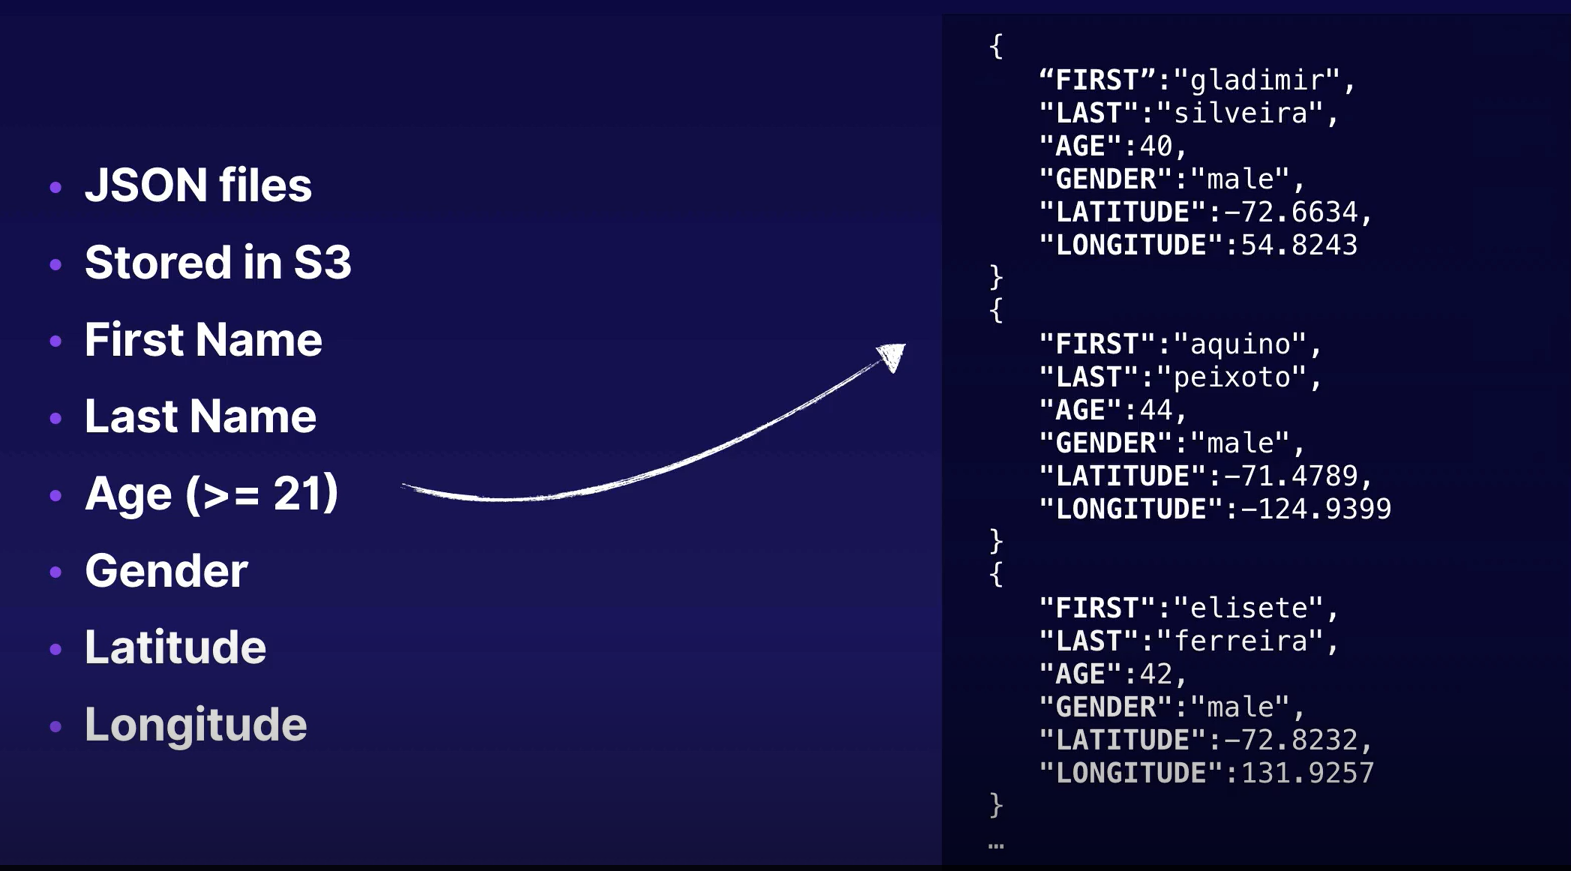 • JSON files
• Stored in S3
• First Name
• Last Name
• Age (>= 21)
• Gender
• Latitude
• Longitude
{
“FIRST”:"gladimir",
"LAST":"silveira",
"AGE":40,
"GENDER":"male",
"LATITUDE":-72.6634,
"LONGITUDE":54.8243
}
{
"FIRST":"aquino",
"LAST":"peixoto",
"AGE":44,
"GENDER":"male",
"LATITUDE":-71.4789,
"LONGITUDE":-124.9399
}
{
"FIRST":"elisete",
"LAST":"ferreira",
"AGE":42,
"GENDER":"male",
"LATITUDE":-72.8232,
"LONGITUDE":131.9257
}
…